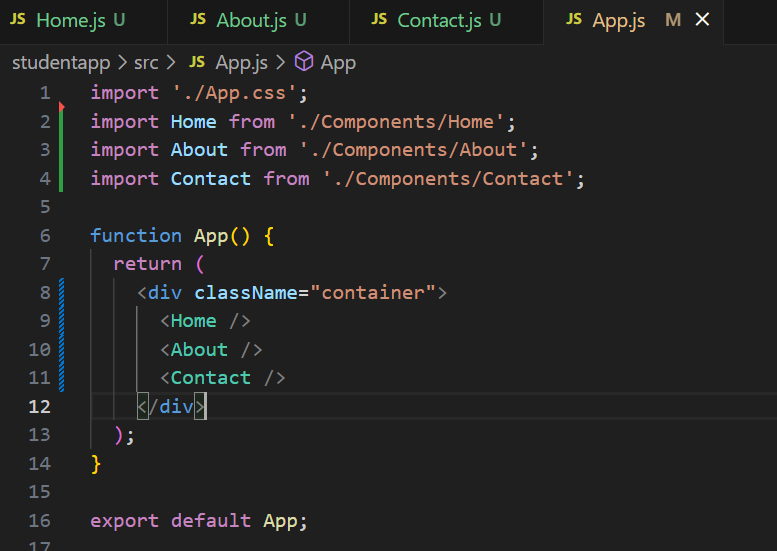 JS Home.js U JS About.js U JS Contact.js U JS App.js M
studentapp > src > JS App.js > App
1 import './App.css';
2 import Home from './Components/Home';
3 import About from './Components/About';
4 import Contact from './Components/Contact';
5
6 function App() {
7 return (
8 <div className="container">
9 <Home />
10 <About />
11 <Contact />
12 </div>
13 );
14 }
15
16 export default App;
17